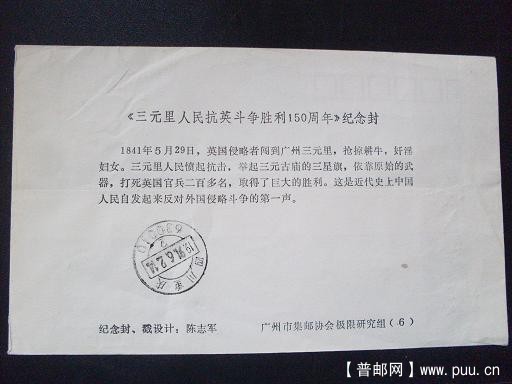 《三元里人民抗英斗争胜利150周年》纪念封
1841年5月29日，英国侵略者闯到广州三元里，抢掠耕牛，奸淫
妇女。三元里人民愤起抗击，举起三元古庙的三星旗，依靠原始的武
器，打死英国官兵二百多名，取得了巨大的胜利。这是近代史上中国
人民自发起来反对外国侵略斗争的第一声。
四川重庆
纪念封、戳设计：陈志军
广州市集邮协会极限研究组（6）
【普邮网】www.puu.cn